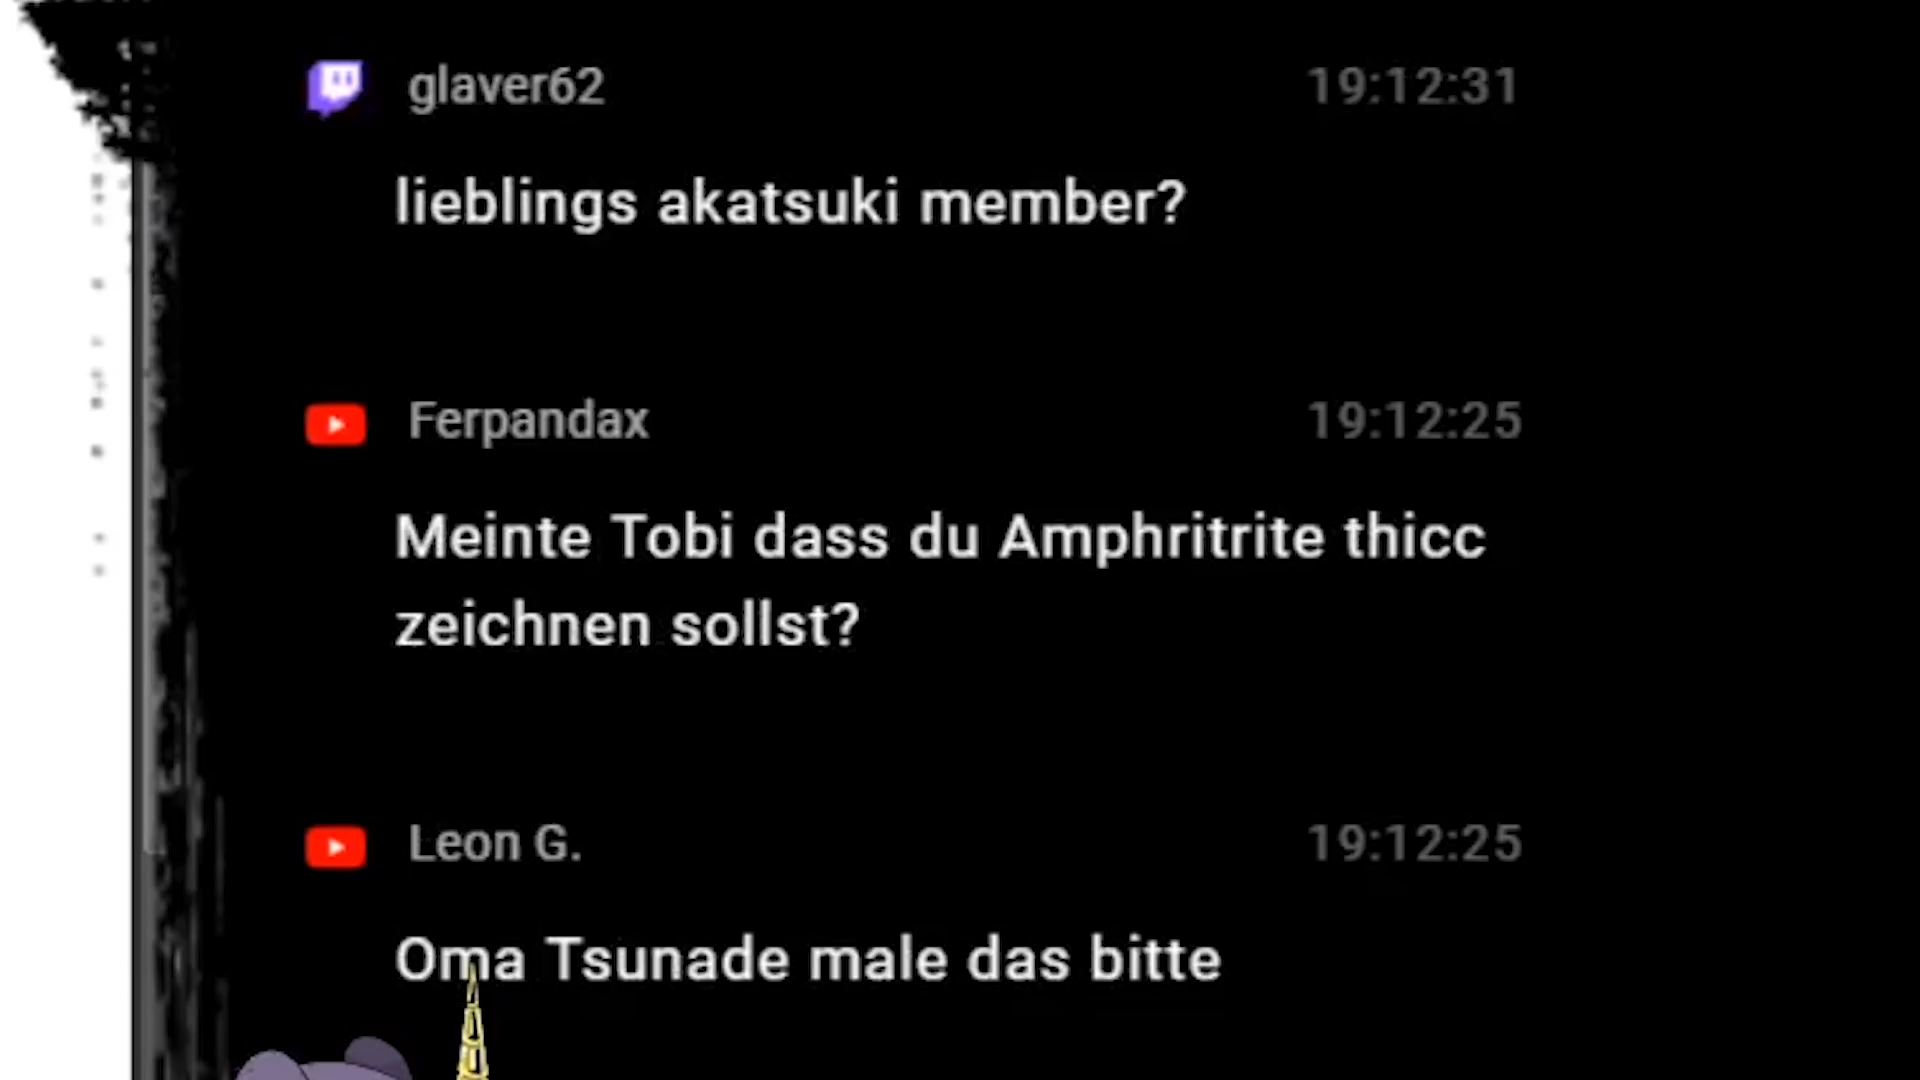 glaver62 19:12:31
lieblings akatsuki member?
Ferpandax 19:12:25
Meinte Tobi dass du Amphritrite thicc
zeichnen sollst?
Leon G. 19:12:25
Oma Tsunade male das bitte